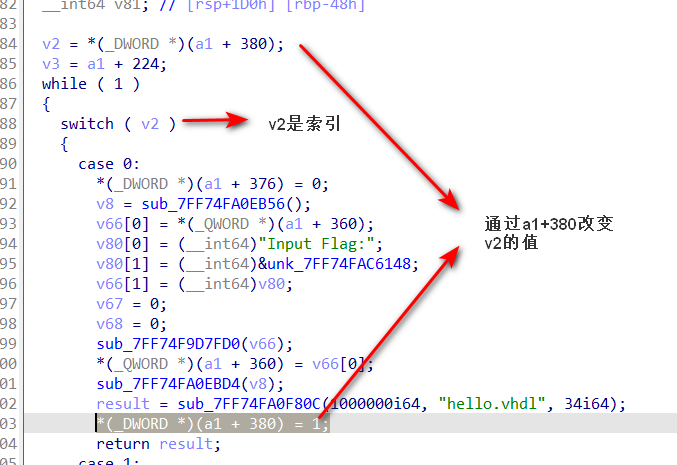 82 __int64 v81; // [rsp+1D0h] [rbp-48h]
83
84 v2 = *(_DWORD *)(a1 + 380);
85 v3 = a1 + 224;
86 while ( 1 )
87 {
88 switch ( v2 ) v2是索引
89 {
90 case 0:
91 *(_DWORD *)(a1 + 376) = 0;
92 v8 = sub_7FF74FA0EB56();
93 v66[0] = *(_QWORD *)(a1 + 360);
94 v80[0] = (__int64)"Input Flag:";
95 v80[1] = (__int64)&unk_7FF74FAC6148;
96 v66[1] = (__int64)v80;
97 v67 = 0;
98 v68 = 0;
99 sub_7FF74F9D7FD0(v66);
00 *(_QWORD *)(a1 + 360) = v66[0];
01 sub_7FF74FA0EBD4(v8);
02 result = sub_7FF74FA0F80C(1000000i64, "hello.vhdl", 34i64);
03 *(_DWORD *)(a1 + 380) = 1;
04 return result;
05 case 1:
通过a1+380改变
v2的值